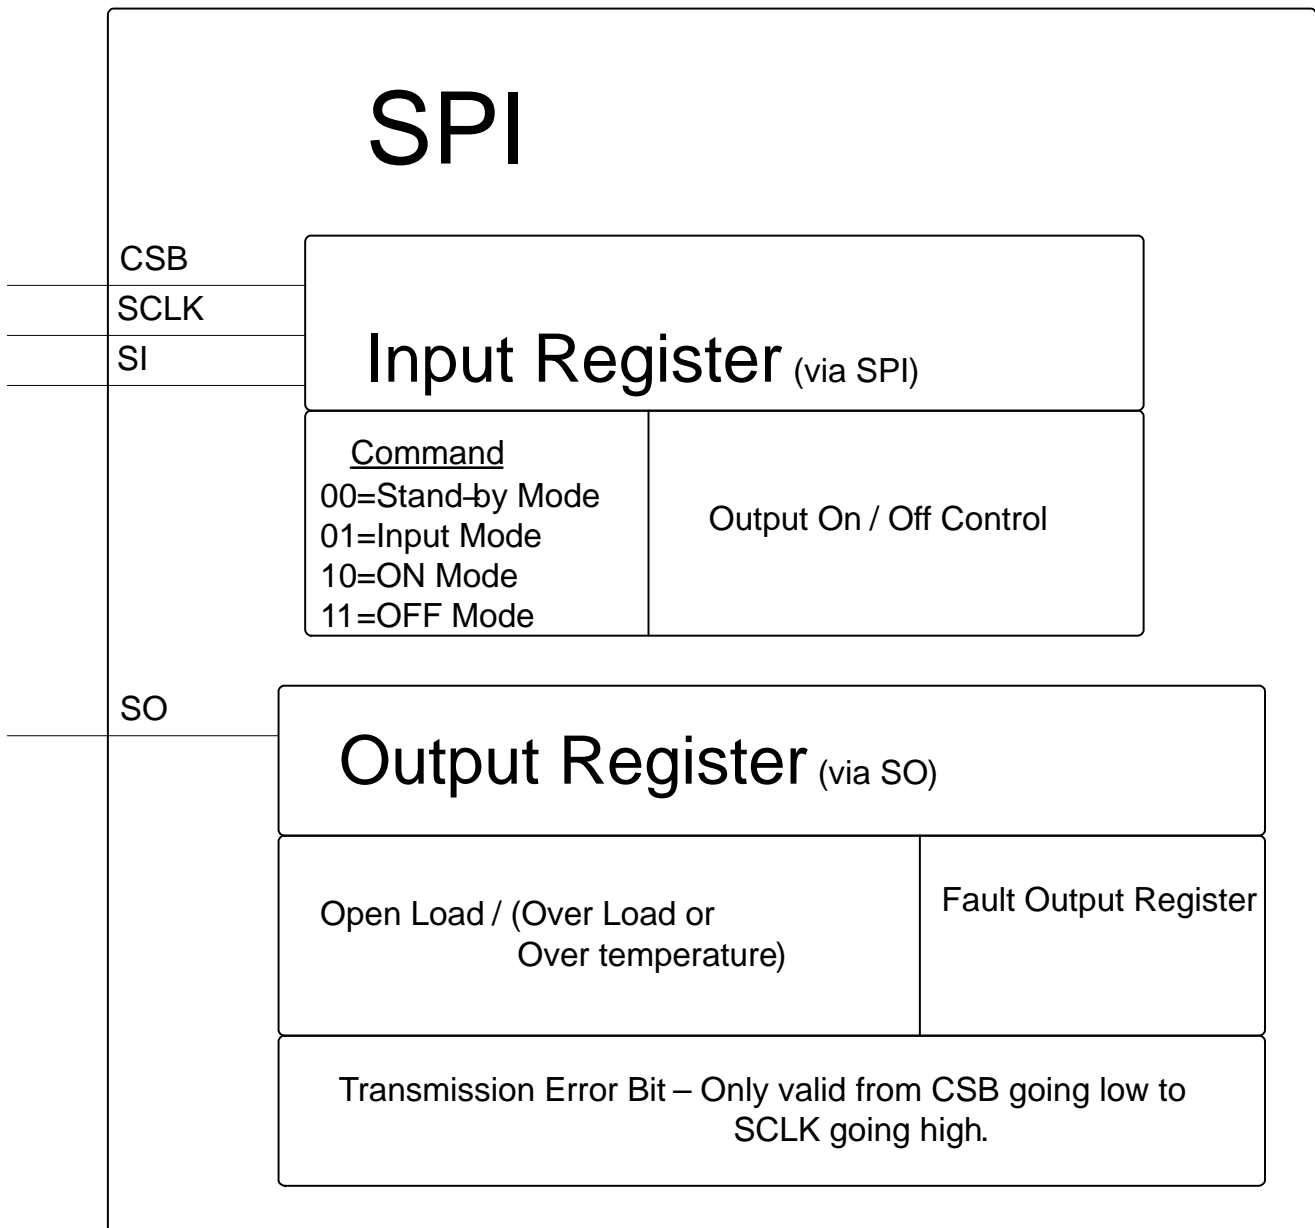 SPI
CSB
SCLK
SI
Input Register (via SPI)
Command
00=Stand-by Mode
01=Input Mode
10=ON Mode
11=OFF Mode
Output On / Off Control
SO
Output Register (via SO)
Open Load / (Over Load or
Over temperature)
Fault Output Register
Transmission Error Bit – Only valid from CSB going low to
SCLK going high.